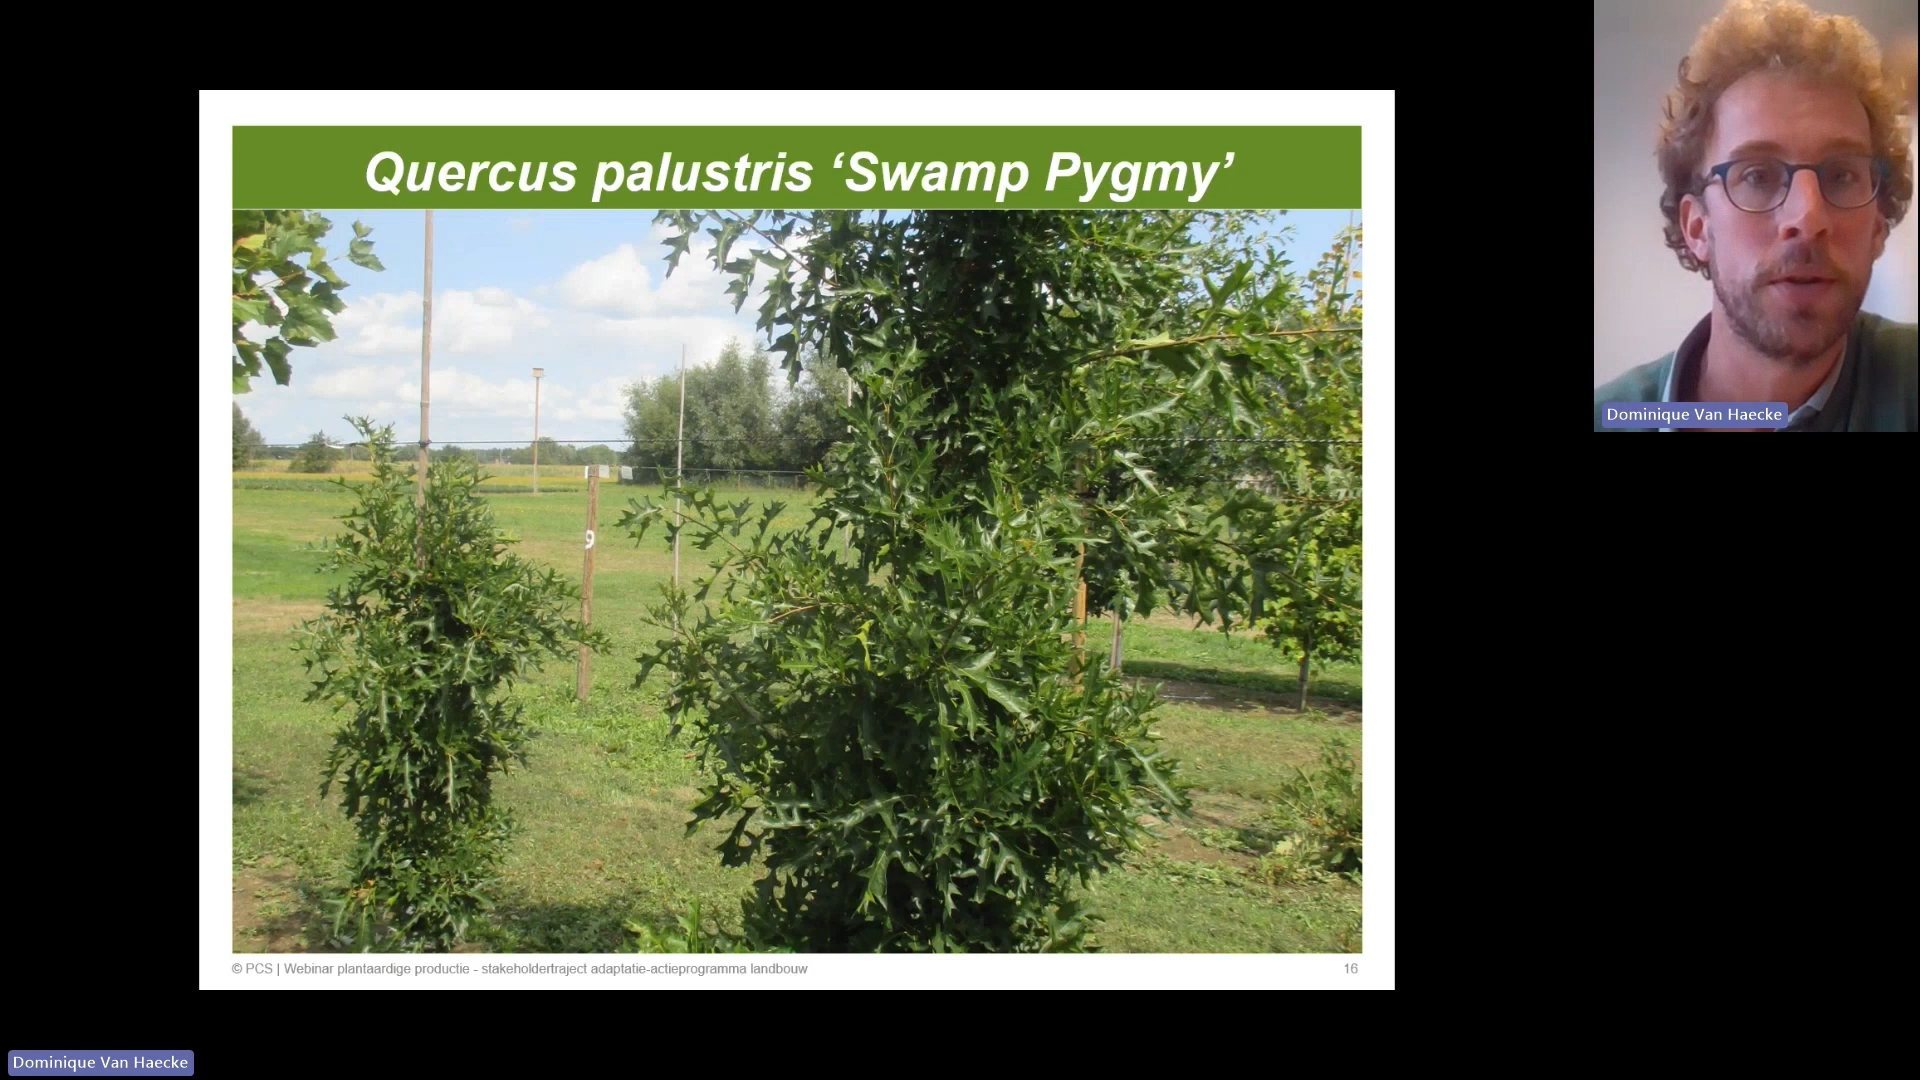 Quercus palustris ‘Swamp Pygmy’
9
© PCS | Webinar plantaardige productie - stakeholdertraject adaptatie-actieprogramma landbouw
16
Dominique Van Haecke
Dominique Van Haecke